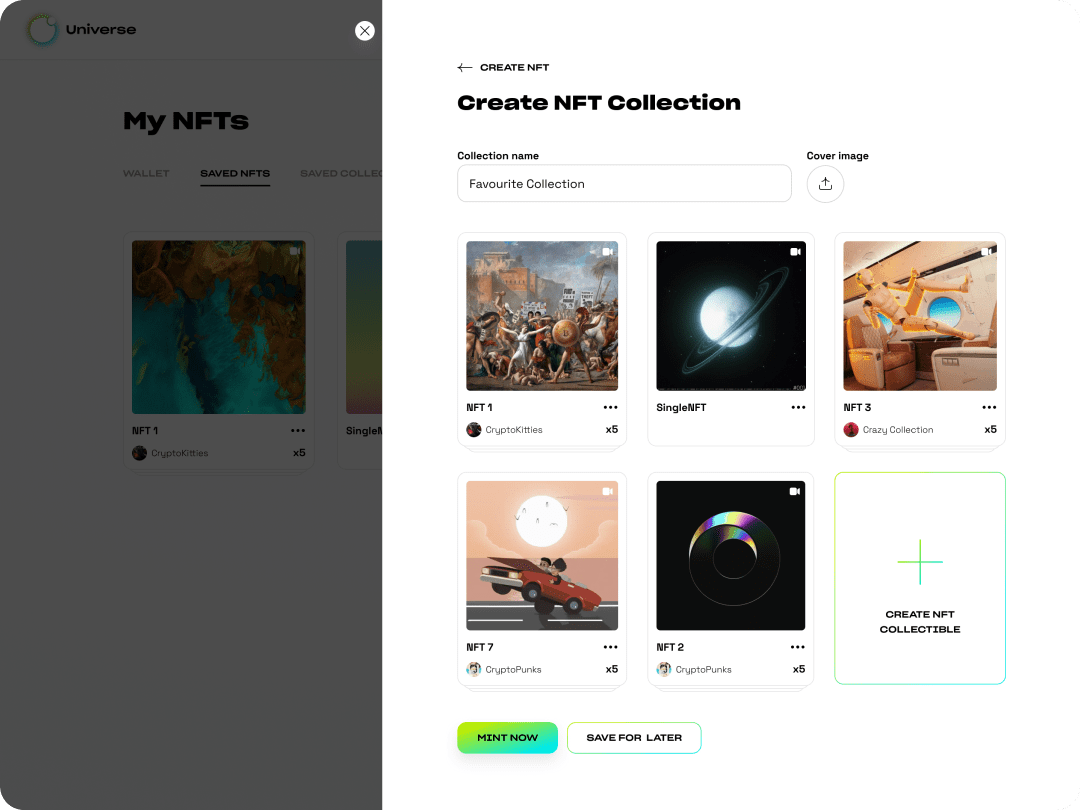 Universe
My NFTs
WALLET
SAVED NFTS
SAVED COLLEC
NFT 1
CryptoKitties
x5
SingleN
CREATE NFT
Create NFT Collection
Collection name
Cover image
Favourite Collection
NFT 1
CryptoKitties
x5
SingleNFT
NFT 3
Crazy Collection
x5
NFT 7
CryptoPunks
x5
NFT 2
CryptoPunks
x5
CREATE NFT
COLLECTIBLE
MINT NOW
SAVE FOR LATER